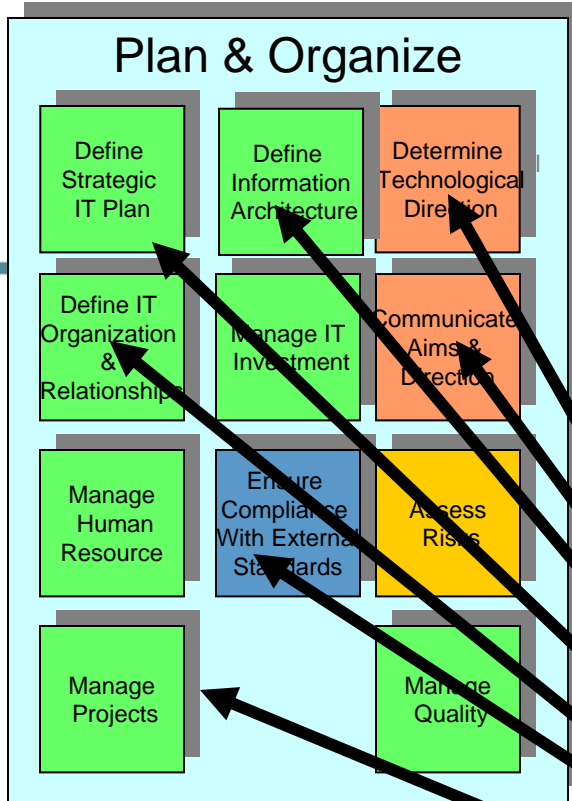 Plan & Organize
Define
Strategic
IT Plan
Define
Information
Architecture
Determine
Technological
Direction
Define IT
Organization
&
Relationships
Manage IT
Investment
Communicate
Aims &
Direction
Manage
Human
Resource
Ensure
Compliance
With External
Standards
Assess
Risks
Manage
Projects
Manage
Quality